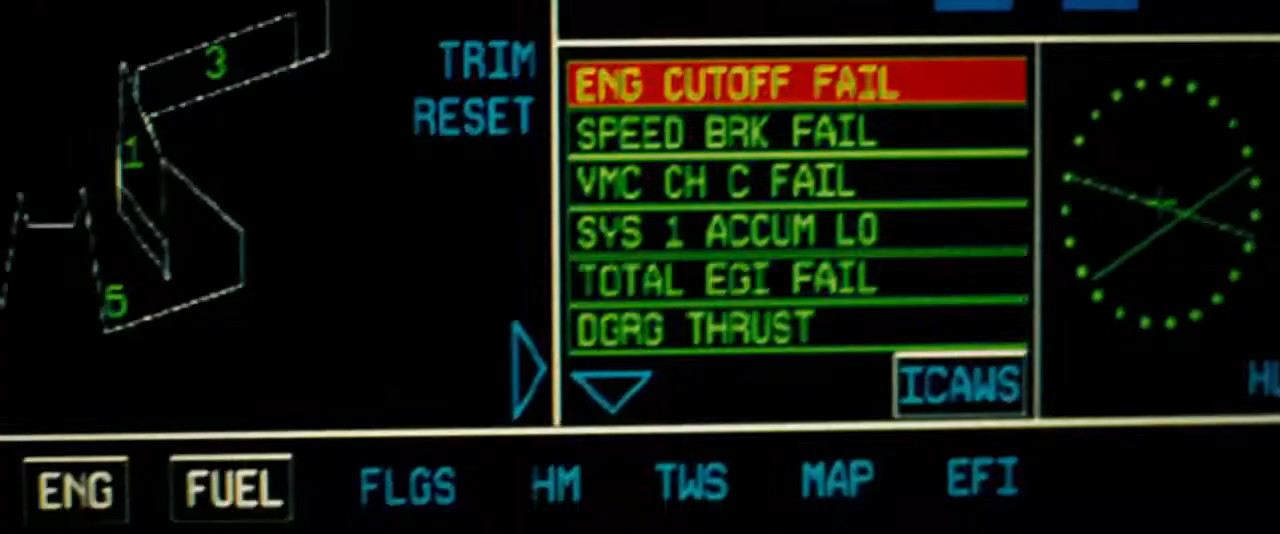 3
TRIM
RESET
1
5
ENG CUTOFF FAIL
SPEED BRK FAIL
VMC CH C FAIL
SYS 1 ACCUM LO
TOTAL EGI FAIL
DGRG THRUST
ICAWS
ENG FUEL FLGS HM TWS MAP EFI